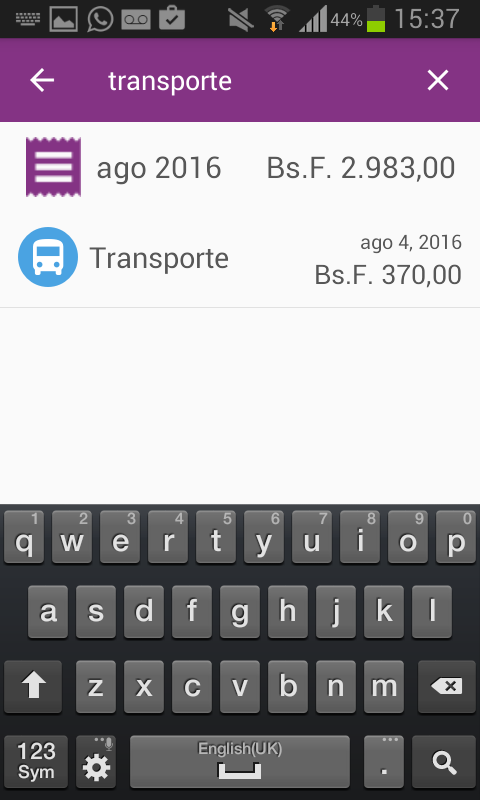 44% 15:37
transporte
ago 2016 Bs.F. 2.983,00
ago 4, 2016
Transporte
Bs.F. 370,00
1 2 3 4 5 6 7 8 9 0
q w e r t y u i o p
a s d f g h j k l
z x c v b n m
123
Sym
English(UK)
.